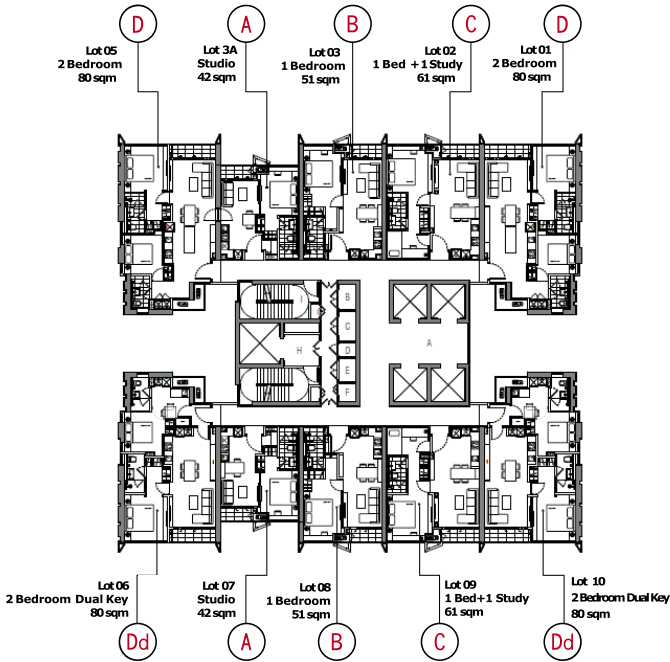 D
A
B
C
D
Lot 05
2 Bedroom
80 sqm
Lot 3A
Studio
42 sqm
Lot 03
1 Bedroom
51 sqm
Lot 02
1 Bed +1 Study
61 sqm
Lot 01
2 Bedroom
80 sqm
I
B
G
C
H
D
A
E
F
Lot 06
2 Bedroom Dual Key
80 sqm
Lot 07
Studio
42 sqm
Lot 08
1 Bedroom
51 sqm
Lot 09
1 Bed+1 Study
61 sqm
Lot 10
2 Bedroom Dual Key
80 sqm
Dd
A
B
C
Dd